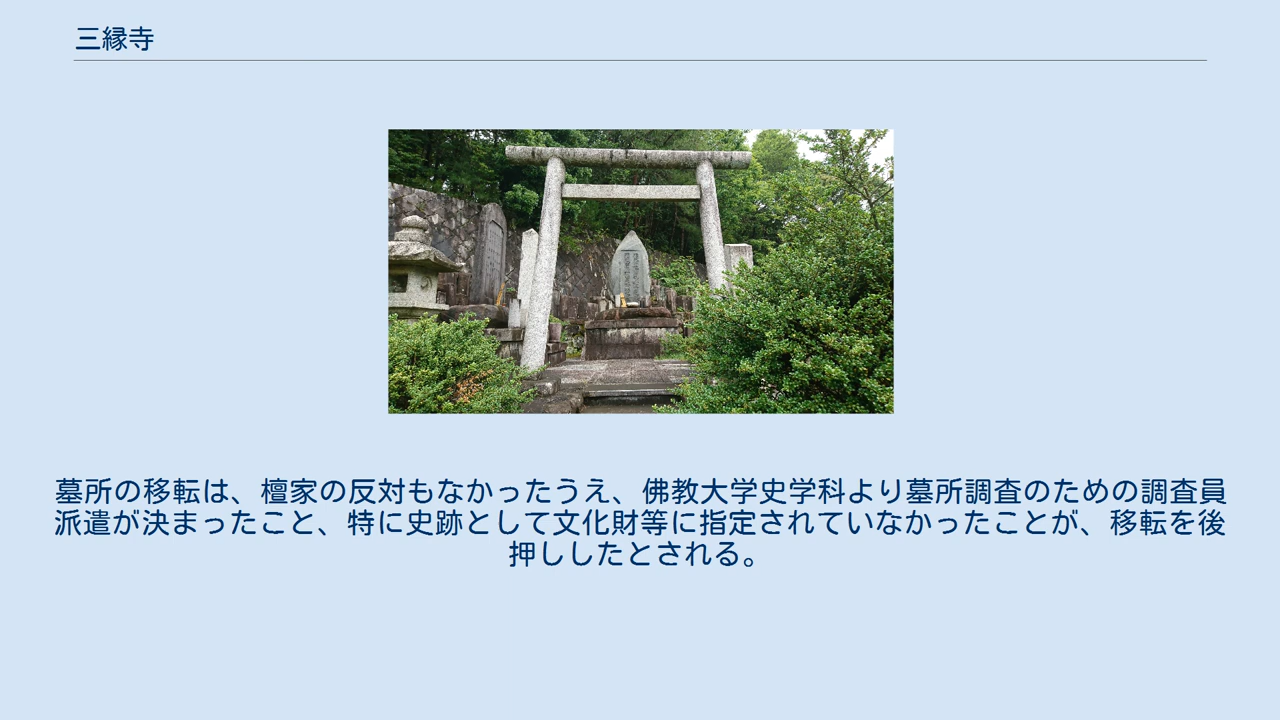 三縁寺
墓所の移転は、檀家の反対もなかったうえ、佛教大学史学科より墓所調査のための調査員
派遣が決まったこと、特に史跡として文化財等に指定されていなかったことが、移転を後
押ししたとされる。